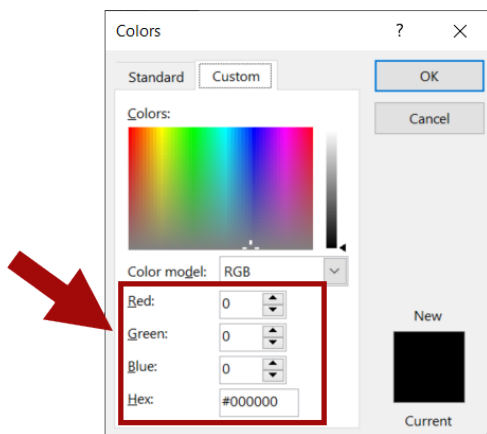 Colors ?
Standard Custom OK
Colors: Cancel
Color model: RGB
Red: 0
Green: 0
Blue: 0
Hex: #000000
New
Current